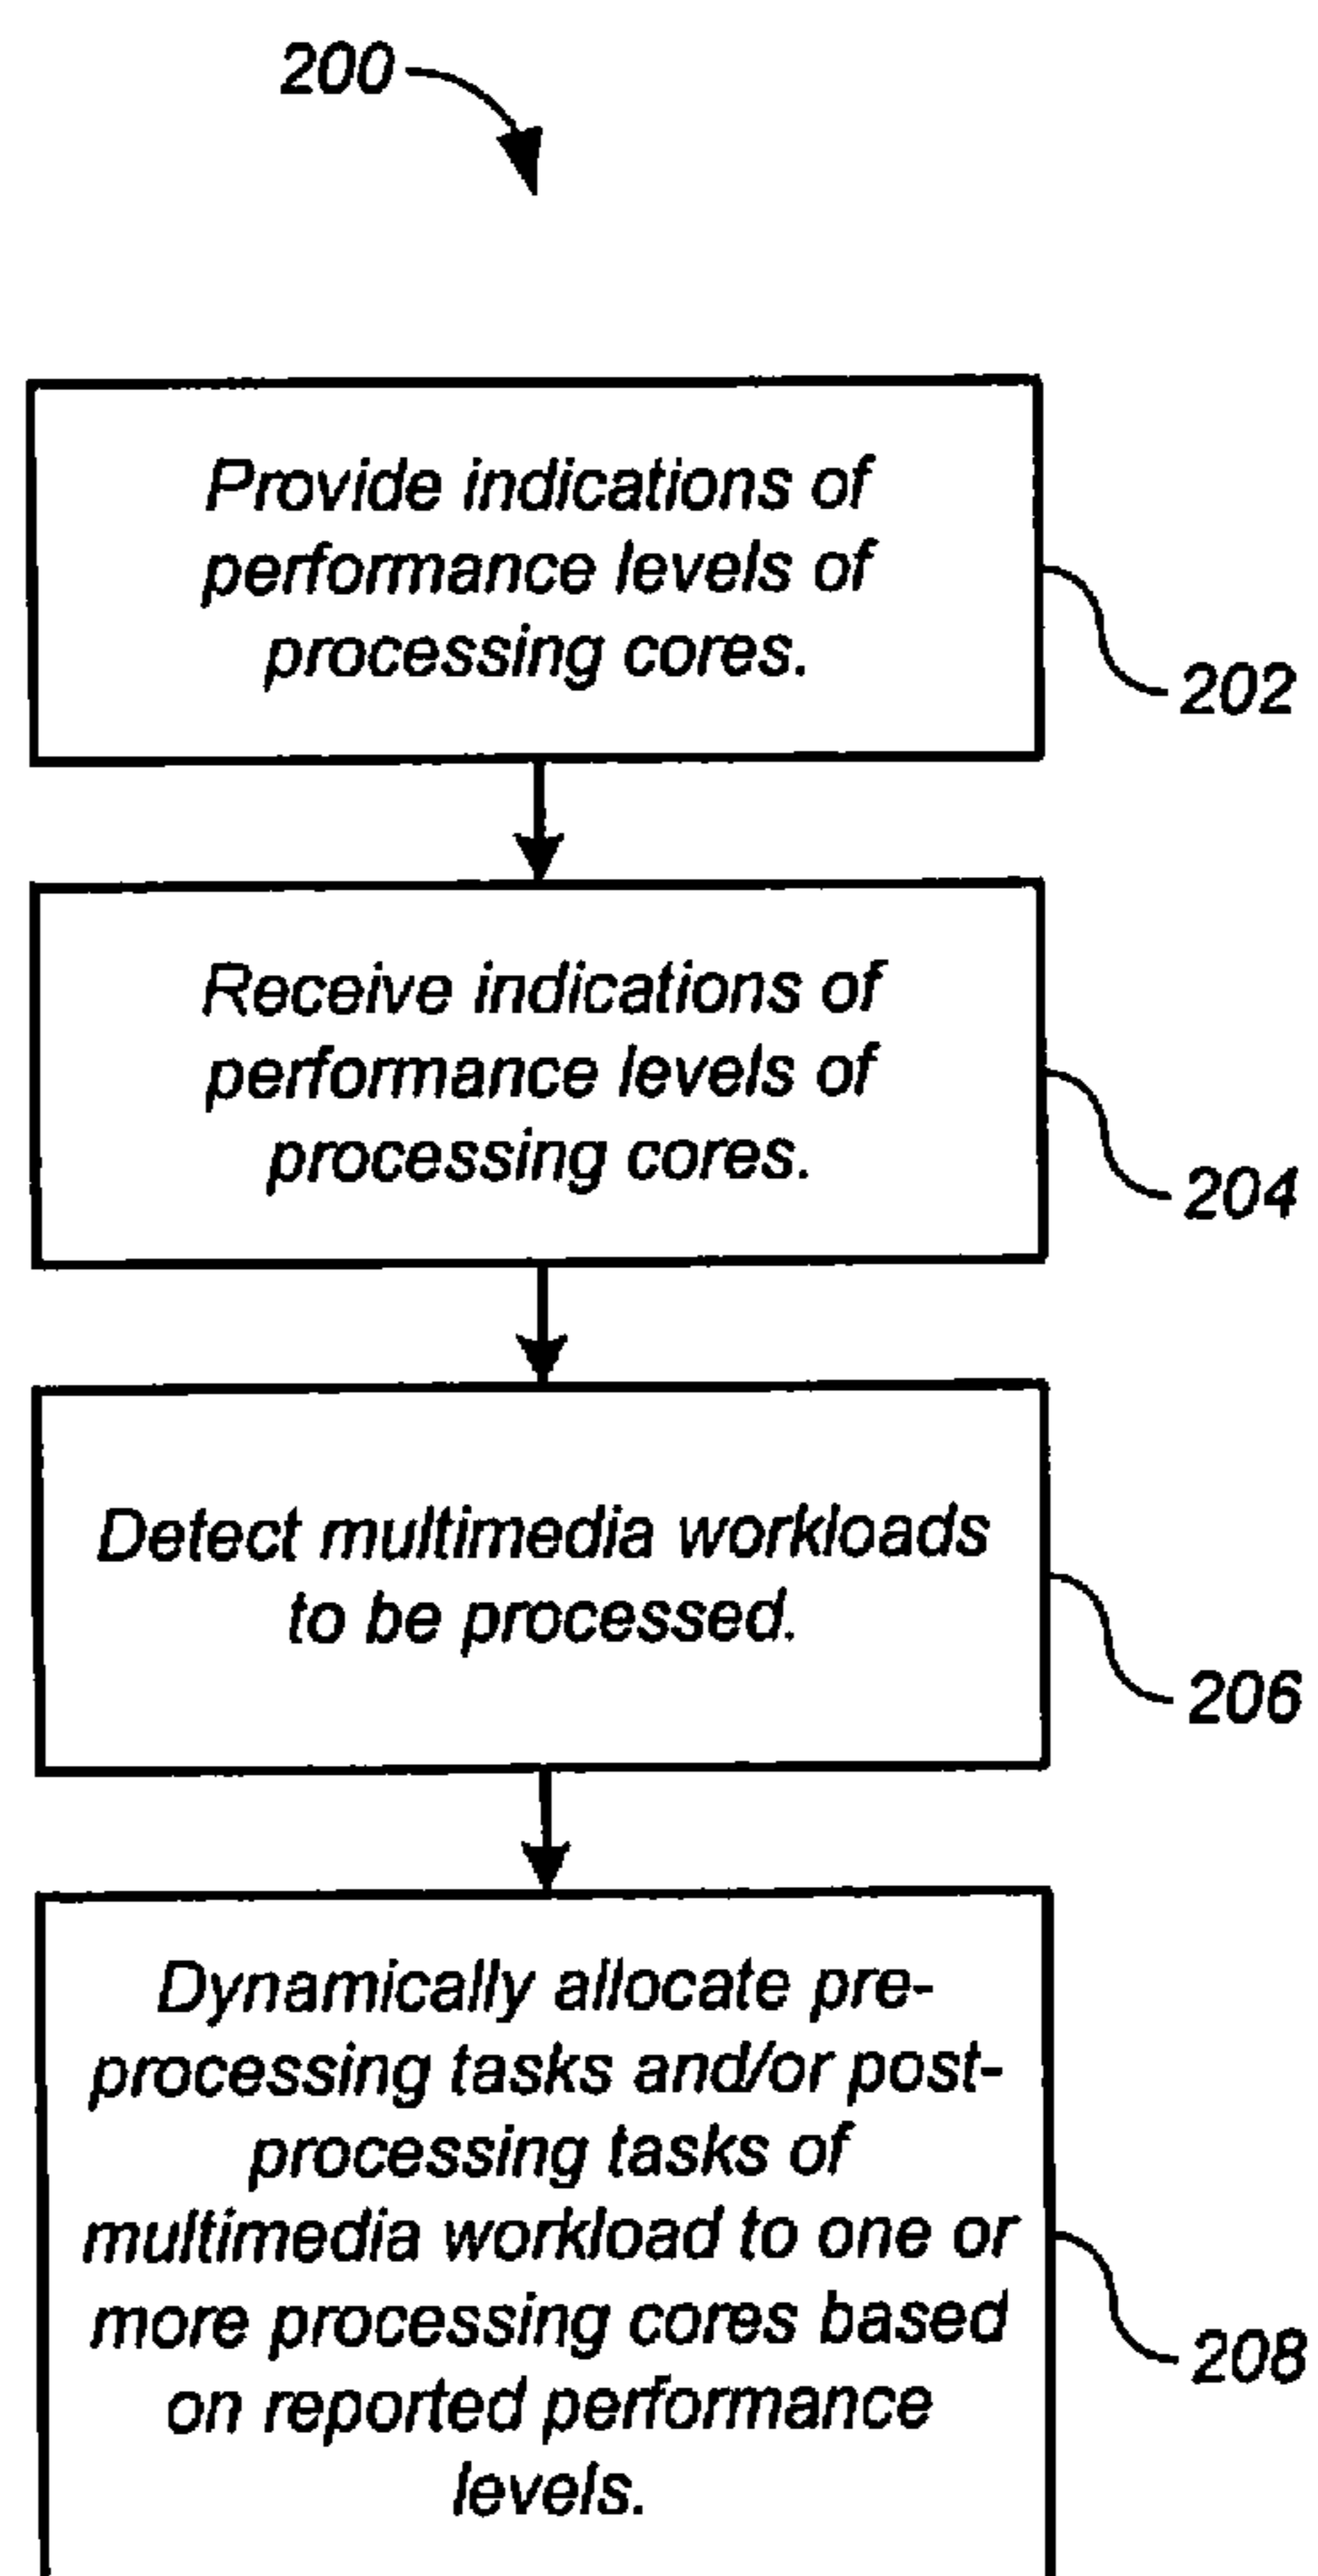 200
Provide indications of
performance levels of
processing cores.
202
Receive indications of
performance levels of
processing cores.
204
Detect multimedia workloads
to be processed.
206
Dynamically allocate pre-
processing tasks and/or post-
processing tasks of
multimedia workload to one or
more processing cores based
on reported performance
levels.
208